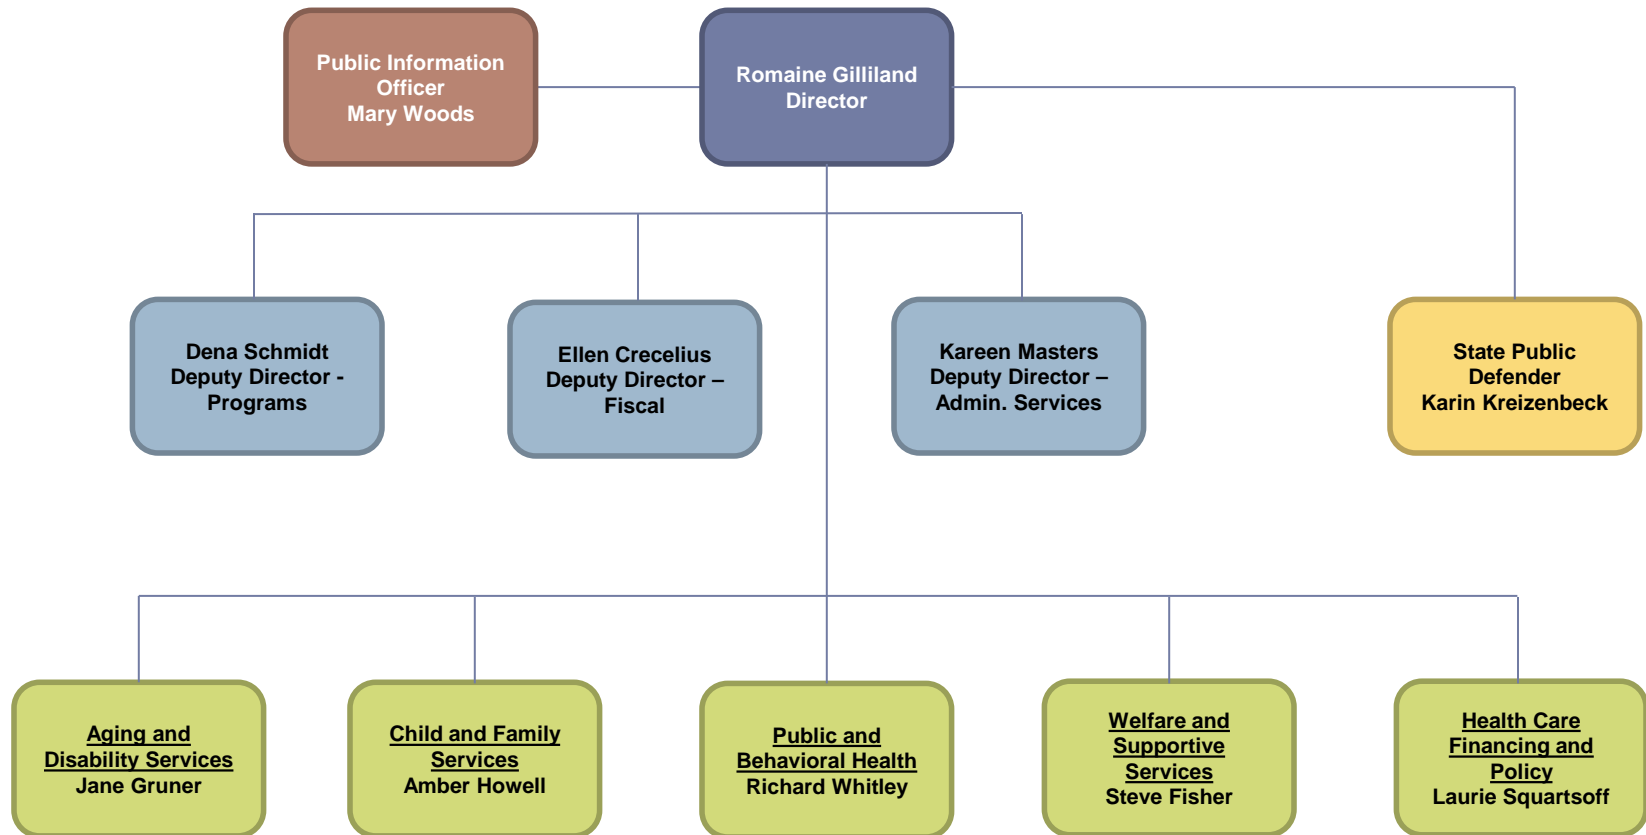 Public Information
Officer
Mary Woods
Romaine Gilliland
Director
Dena Schmidt
Deputy Director -
Programs
Ellen Crecelius
Deputy Director –
Fiscal
Kareen Masters
Deputy Director –
Admin. Services
State Public
Defender
Karin Kreizenbeck
Aging and
Disability Services
Jane Gruner
Child and Family
Services
Amber Howell
Public and
Behavioral Health
Richard Whitley
Welfare and
Supportive
Services
Steve Fisher
Health Care
Financing and
Policy
Laurie Squartsoff